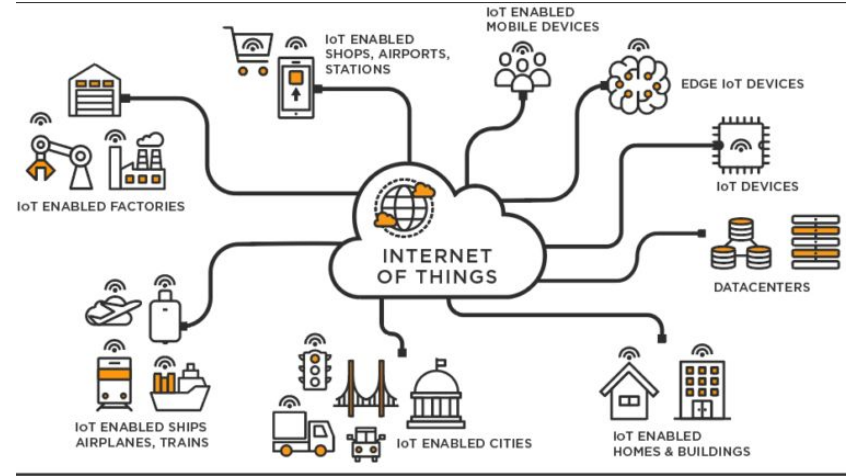 IoT ENABLED
MOBILE DEVICES
IoT ENABLED
SHOPS, AIRPORTS,
STATIONS
EDGE IoT DEVICES
IoT DEVICES
IoT ENABLED FACTORIES
INTERNET
OF THINGS
DATACENTERS
IoT ENABLED SHIPS
AIRPLANES, TRAINS
IoT ENABLED CITIES
IoT ENABLED
HOMES & BUILDINGS